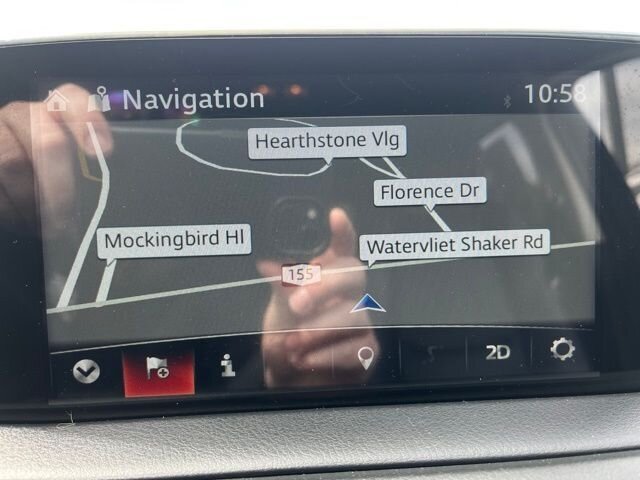 Navigation 10:58
Hearthstone Vlg
Florence Dr
Mockingbird Hl
Watervliet Shaker Rd
155
2D